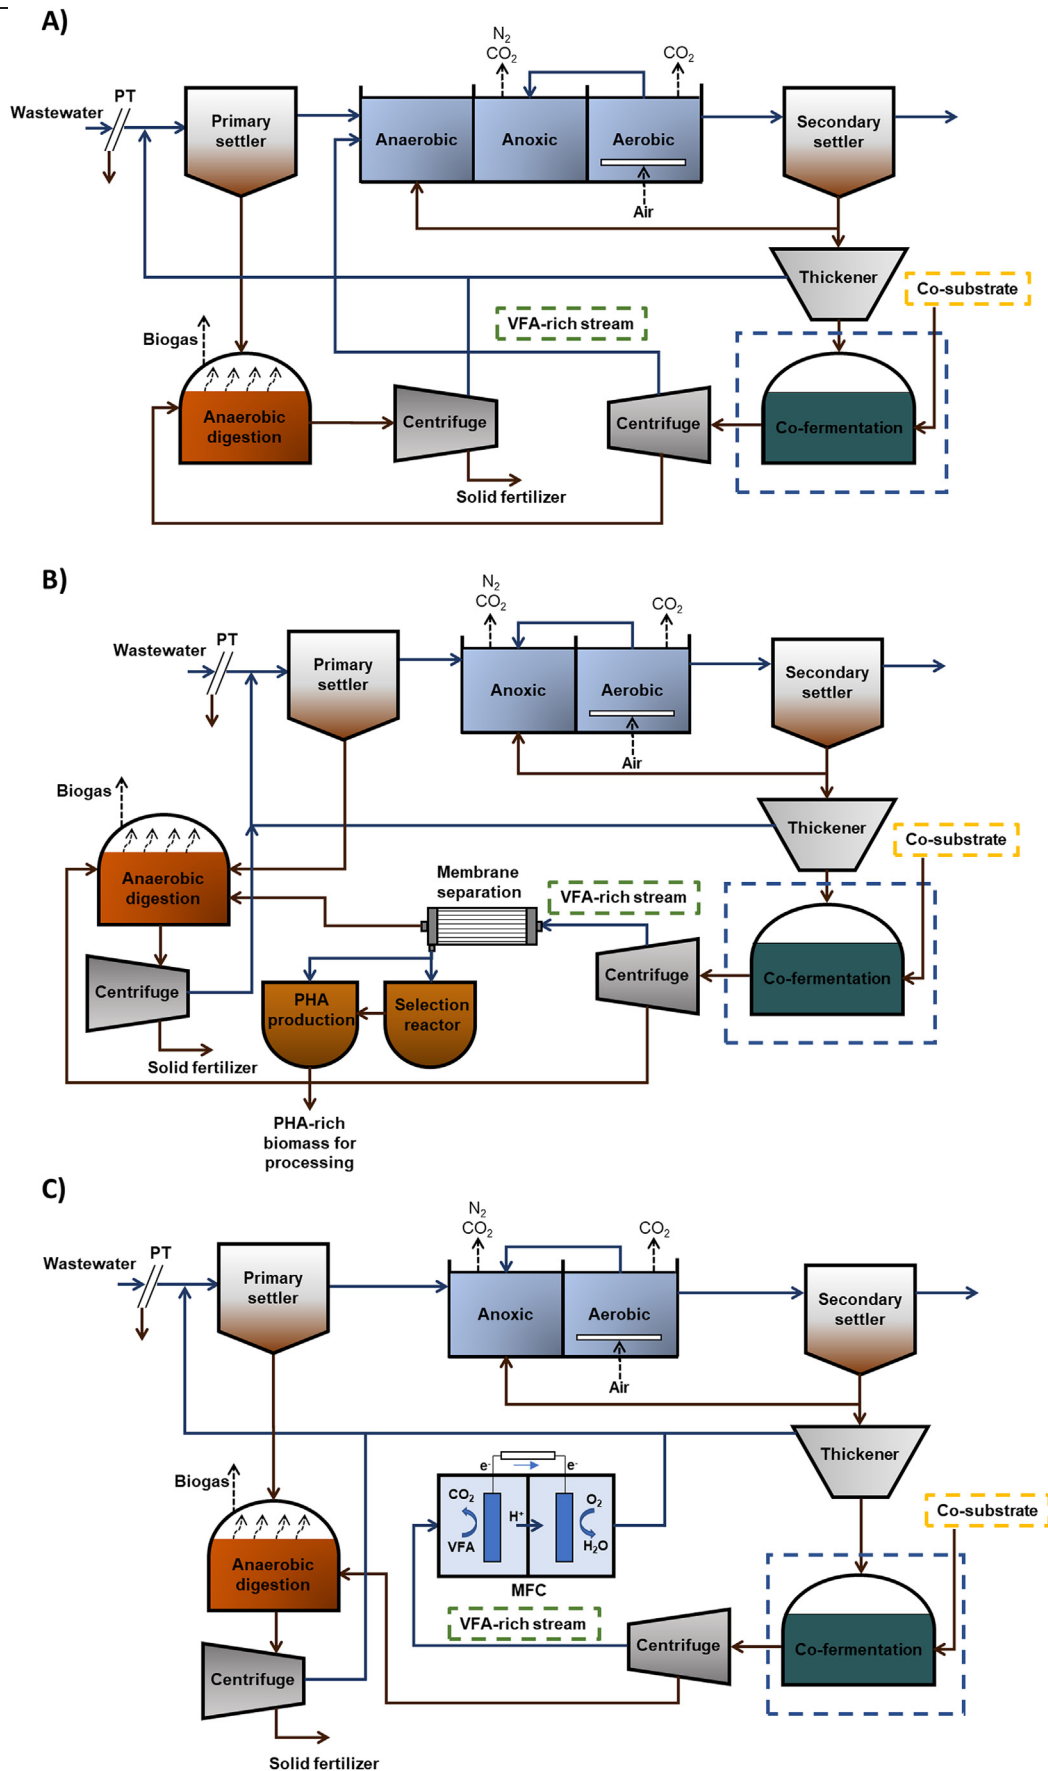 A)
N2
CO2
CO2
PT
Wastewater
Primary
settler
Anaerobic
Anoxic
Aerobic
Secondary
settler
Air
Thickener
Co-substrate
VFA-rich stream
Biogas
Anaerobic
digestion
Centrifuge
Centrifuge
Co-fermentation
Solid fertilizer
B)
N2
CO2
CO2
PT
Wastewater
Primary
settler
Anoxic
Aerobic
Secondary
settler
Air
Biogas
Thickener
Co-substrate
Membrane
separation
VFA-rich stream
Anaerobic
digestion
Centrifuge
Co-fermentation
Centrifuge
PHA
production
Selection
reactor
Solid fertilizer
PHA-rich
biomass for
processing
C)
N2
CO2
CO2
PT
Wastewater
Primary
settler
Anoxic
Aerobic
Secondary
settler
Air
Thickener
Biogas
e-
e-
CO2
VFA
H+
O2
H2O
MFC
Co-substrate
Anaerobic
digestion
VFA-rich stream
Centrifuge
Co-fermentation
Centrifuge
Solid fertilizer